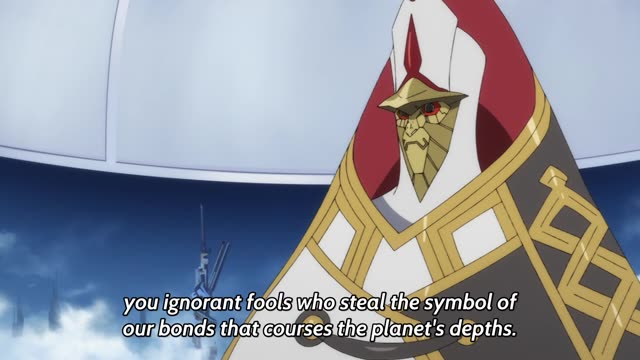 you ignorant fools who steal the symbol of
our bonds that courses the planet's depths.